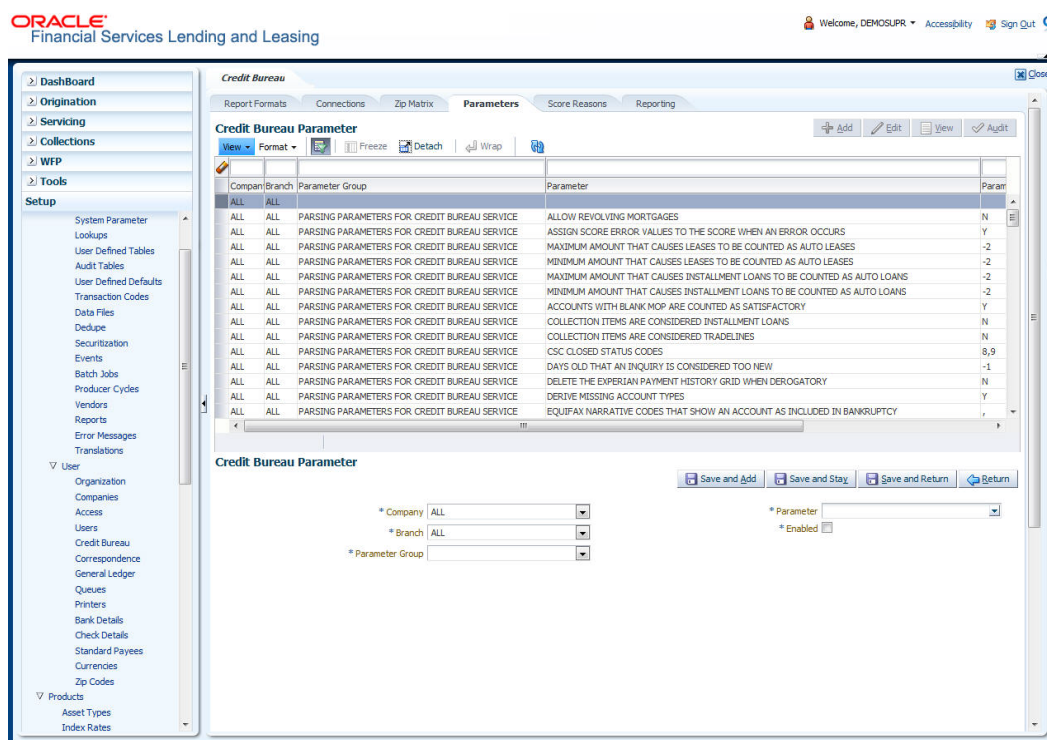 ORACLE
Financial Services Lending and Leasing
Welcome, DEMOSUPR Accessibility Sign Out
DashBoard
Origination
Servicing
Collections
WFP
Tools
Setup
System Parameter
Lookups
User Defined Tables
Audit Tables
User Defined Defaults
Transaction Codes
Data Files
Dedupe
Securitization
Events
Batch Jobs
Producer Cycles
Vendors
Reports
Error Messages
Translations
User
Organization
Companies
Access
Users
Credit Bureau
Correspondence
General Ledger
Queues
Printers
Bank Details
Check Details
Standard Payees
Currencies
Zip Codes
Products
Asset Types
Index Rates
Credit Bureau
Close
Report Formats Connections Zip Matrix Parameters Score Reasons Reporting
Credit Bureau Parameter
Add Edit View Audit
View Format Freeze Detach Wrap
Compan Branch Parameter Group Parameter Param
ALL ALL
ALL ALL PARSING PARAMETERS FOR CREDIT BUREAU SERVICE ALLOW REVOLVING MORTGAGES N
ALL ALL PARSING PARAMETERS FOR CREDIT BUREAU SERVICE ASSIGN SCORE ERROR VALUES TO THE SCORE WHEN AN ERROR OCCURS Y
ALL ALL PARSING PARAMETERS FOR CREDIT BUREAU SERVICE MAXIMUM AMOUNT THAT CAUSES LEASES TO BE COUNTED AS AUTO LEASES -2
ALL ALL PARSING PARAMETERS FOR CREDIT BUREAU SERVICE MINIMUM AMOUNT THAT CAUSES LEASES TO BE COUNTED AS AUTO LEASES -2
ALL ALL PARSING PARAMETERS FOR CREDIT BUREAU SERVICE MAXIMUM AMOUNT THAT CAUSES INSTALLMENT LOANS TO BE COUNTED AS AUTO LOANS -2
ALL ALL PARSING PARAMETERS FOR CREDIT BUREAU SERVICE MINIMUM AMOUNT THAT CAUSES INSTALLMENT LOANS TO BE COUNTED AS AUTO LOANS -2
ALL ALL PARSING PARAMETERS FOR CREDIT BUREAU SERVICE ACCOUNTS WITH BLANK MOP ARE COUNTED AS SATISFACTORY Y
ALL ALL PARSING PARAMETERS FOR CREDIT BUREAU SERVICE COLLECTION ITEMS ARE CONSIDERED INSTALLMENT LOANS N
ALL ALL PARSING PARAMETERS FOR CREDIT BUREAU SERVICE COLLECTION ITEMS ARE CONSIDERED TRADELINES N
ALL ALL PARSING PARAMETERS FOR CREDIT BUREAU SERVICE CSC CLOSED STATUS CODES 8,9
ALL ALL PARSING PARAMETERS FOR CREDIT BUREAU SERVICE DAYS OLD THAT AN INQUIRY IS CONSIDERED TOO NEW -1
ALL ALL PARSING PARAMETERS FOR CREDIT BUREAU SERVICE DELETE THE EXPERIAN PAYMENT HISTORY GRID WHEN DEROGATORY N
ALL ALL PARSING PARAMETERS FOR CREDIT BUREAU SERVICE DERIVE MISSING ACCOUNT TYPES Y
ALL ALL PARSING PARAMETERS FOR CREDIT BUREAU SERVICE EQUIFAX NARRATIVE CODES THAT SHOW AN ACCOUNT AS INCLUDED IN BANKRUPTCY ,
Credit Bureau Parameter
Save and Add Save and Stay Save and Return Return
* Company ALL
* Branch ALL
* Parameter Group
* Parameter
* Enabled